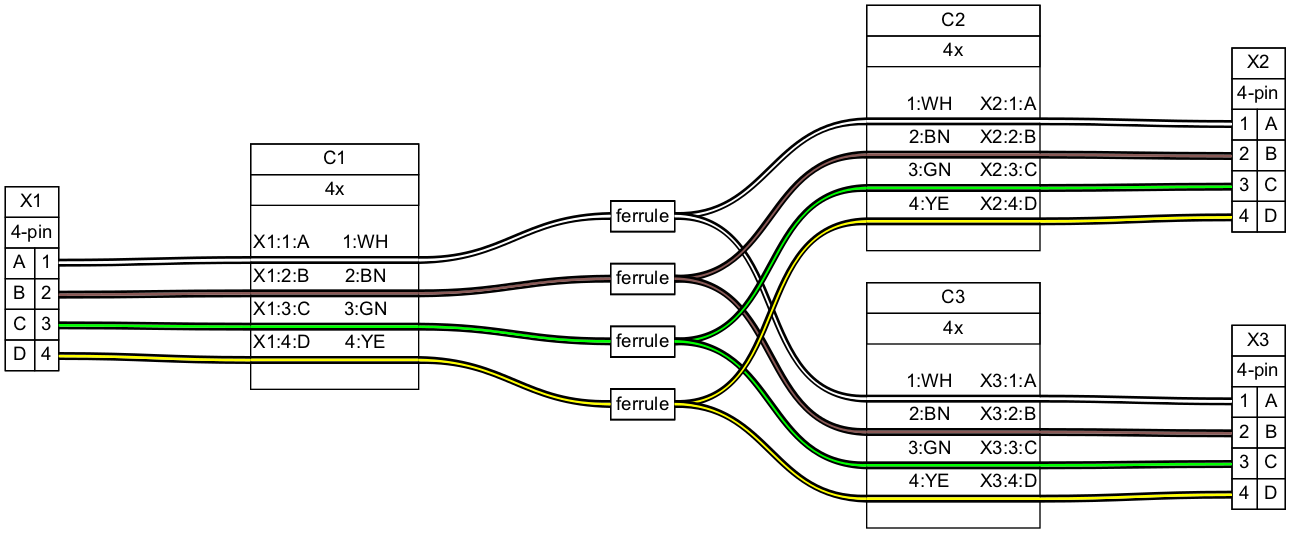 X1
4-pin
A 1
B 2
C 3
D 4
C1
4x
X1:1:A 1:WH
X1:2:B 2:BN
X1:3:C 3:GN
X1:4:D 4:YE
ferrule
ferrule
ferrule
ferrule
C2
4x
1:WH X2:1:A
2:BN X2:2:B
3:GN X2:3:C
4:YE X2:4:D
C3
4x
1:WH X3:1:A
2:BN X3:2:B
3:GN X3:3:C
4:YE X3:4:D
X2
4-pin
1 A
2 B
3 C
4 D
X3
4-pin
1 A
2 B
3 C
4 D